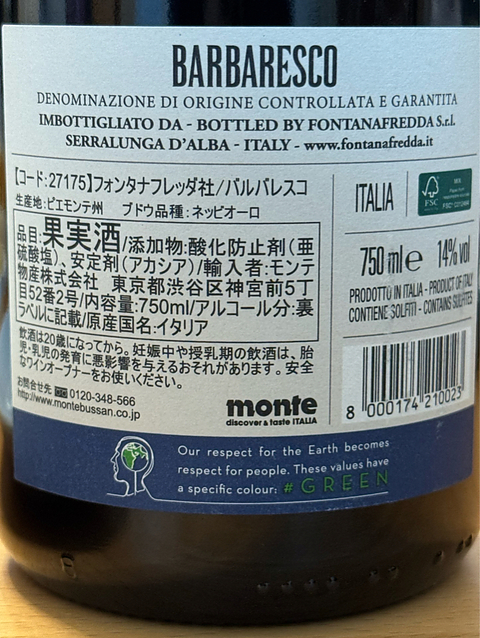 BARBARESCO
DENOMINAZIONE DI ORIGINE CONTROLLATA E GARANTITA
IMBOTTIGLIATO DA - BOTTLED BY FONTANAFREDDA S.r.l.
SERRALUNGA D'ALBA - ITALY - www.fontanafredda.it
【コード:27175】フォンタナフレッダ社/バルバレスコ
生産地:ピエモンテ州 ブドウ品種:ネッビオーロ
品目:果実酒/添加物:酸化防止剤(亜
硫酸塩)、安定剤(アカシア)/輸入者:モンテ
物産株式会社 東京都渋谷区神宮前5丁
目52番2号/内容量:750ml/アルコール分:裏
ラベルに記載/原産国名:イタリア
飲酒は20歳になってから。妊娠中や授乳期の飲酒は、胎
児・乳児の発育に悪影響を与えるおそれがあります。安全
なワインオープナーをお使いください。
お問合せ先 0120-348-566
http://www.montebussan.co.jp
monte
discover & taste ITALIA
ITALIA
FSC
750 ml e 14% vol
PRODOTTO IN ITALIA - PRODUCT OF ITALY
CONTIENE SOLFITI - CONTAINS SULFITES
8 000174 210023
Our respect for the Earth becomes
respect for people. These values have
a specific colour: #GREEN